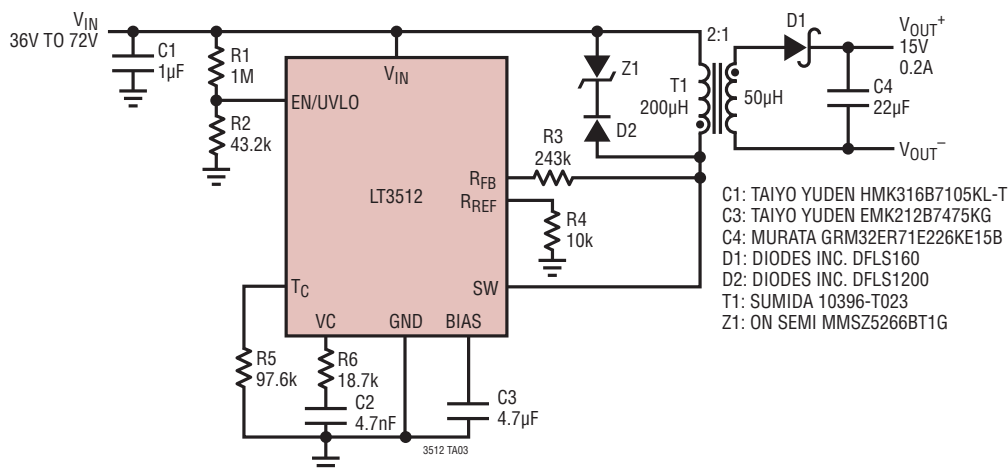 VIN
36V TO 72V
C1
1µF
R1
1M
R2
43.2k
VIN
EN/UVLO
LT3512
RFB
RREF
SW
TC
VC
GND
BIAS
R3
243k
R4
10k
R5
97.6k
R6
18.7k
C2
4.7nF
C3
4.7µF
Z1
D2
T1
200µH
2:1
50µH
D1
C4
22µF
VOUT+
15V
0.2A
VOUT–
C1: TAIYO YUDEN HMK316B7105KL-T
C3: TAIYO YUDEN EMK212B7475KG
C4: MURATA GRM32ER71E226KE15B
D1: DIODES INC. DFLS160
D2: DIODES INC. DFLS1200
T1: SUMIDA 10396-T023
Z1: ON SEMI MMSZ5266BT1G
3512 TA03